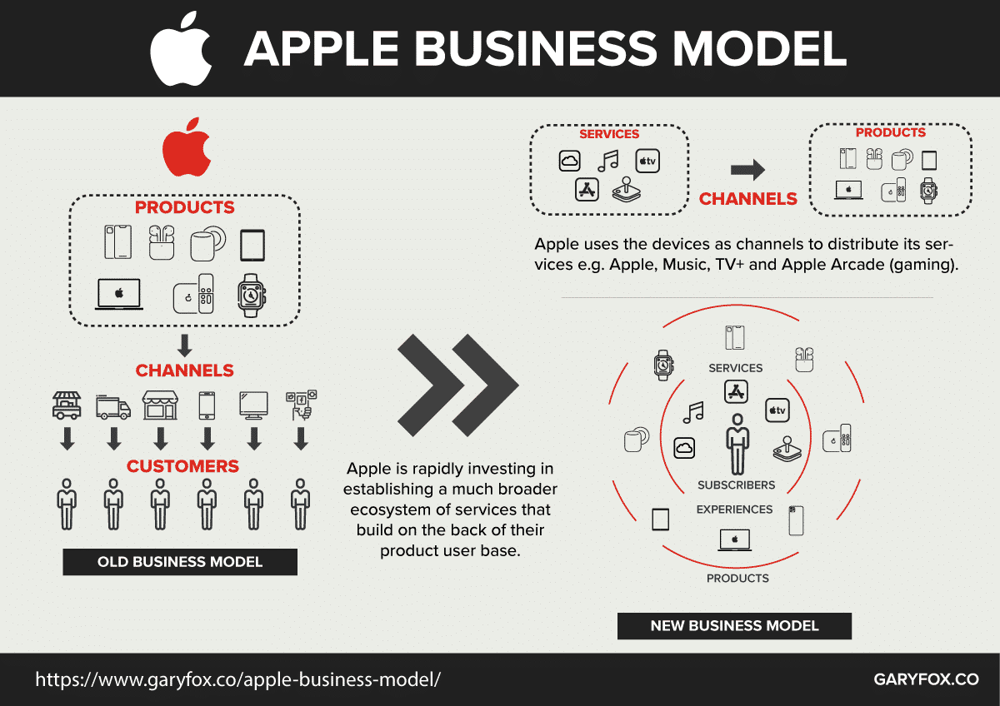 APPLE BUSINESS MODEL
PRODUCTS
CHANNELS
CUSTOMERS
OLD BUSINESS MODEL
Apple is rapidly investing in
establishing a much broader
ecosystem of services that
build on the back of their
product user base.
SERVICES
tv
CHANNELS
PRODUCTS
Apple uses the devices as channels to distribute its ser-
vices e.g. Apple, Music, TV+ and Apple Arcade (gaming).
SERVICES
tv
SUBSCRIBERS
EXPERIENCES
PRODUCTS
NEW BUSINESS MODEL
https://www.garyfox.co/apple-business-model/
GARYFOX.CO